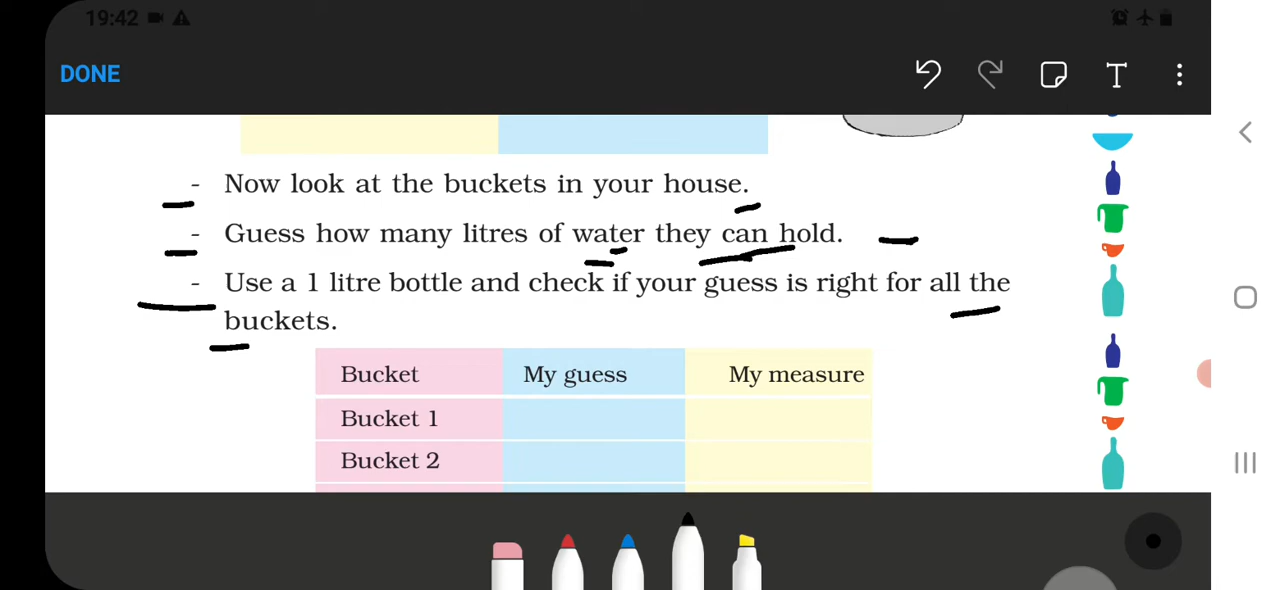 19:42
DONE
T
- Now look at the buckets in your house.
- Guess how many litres of water they can hold.
- Use a 1 litre bottle and check if your guess is right for all the
buckets.
Bucket My guess My measure
Bucket 1
Bucket 2